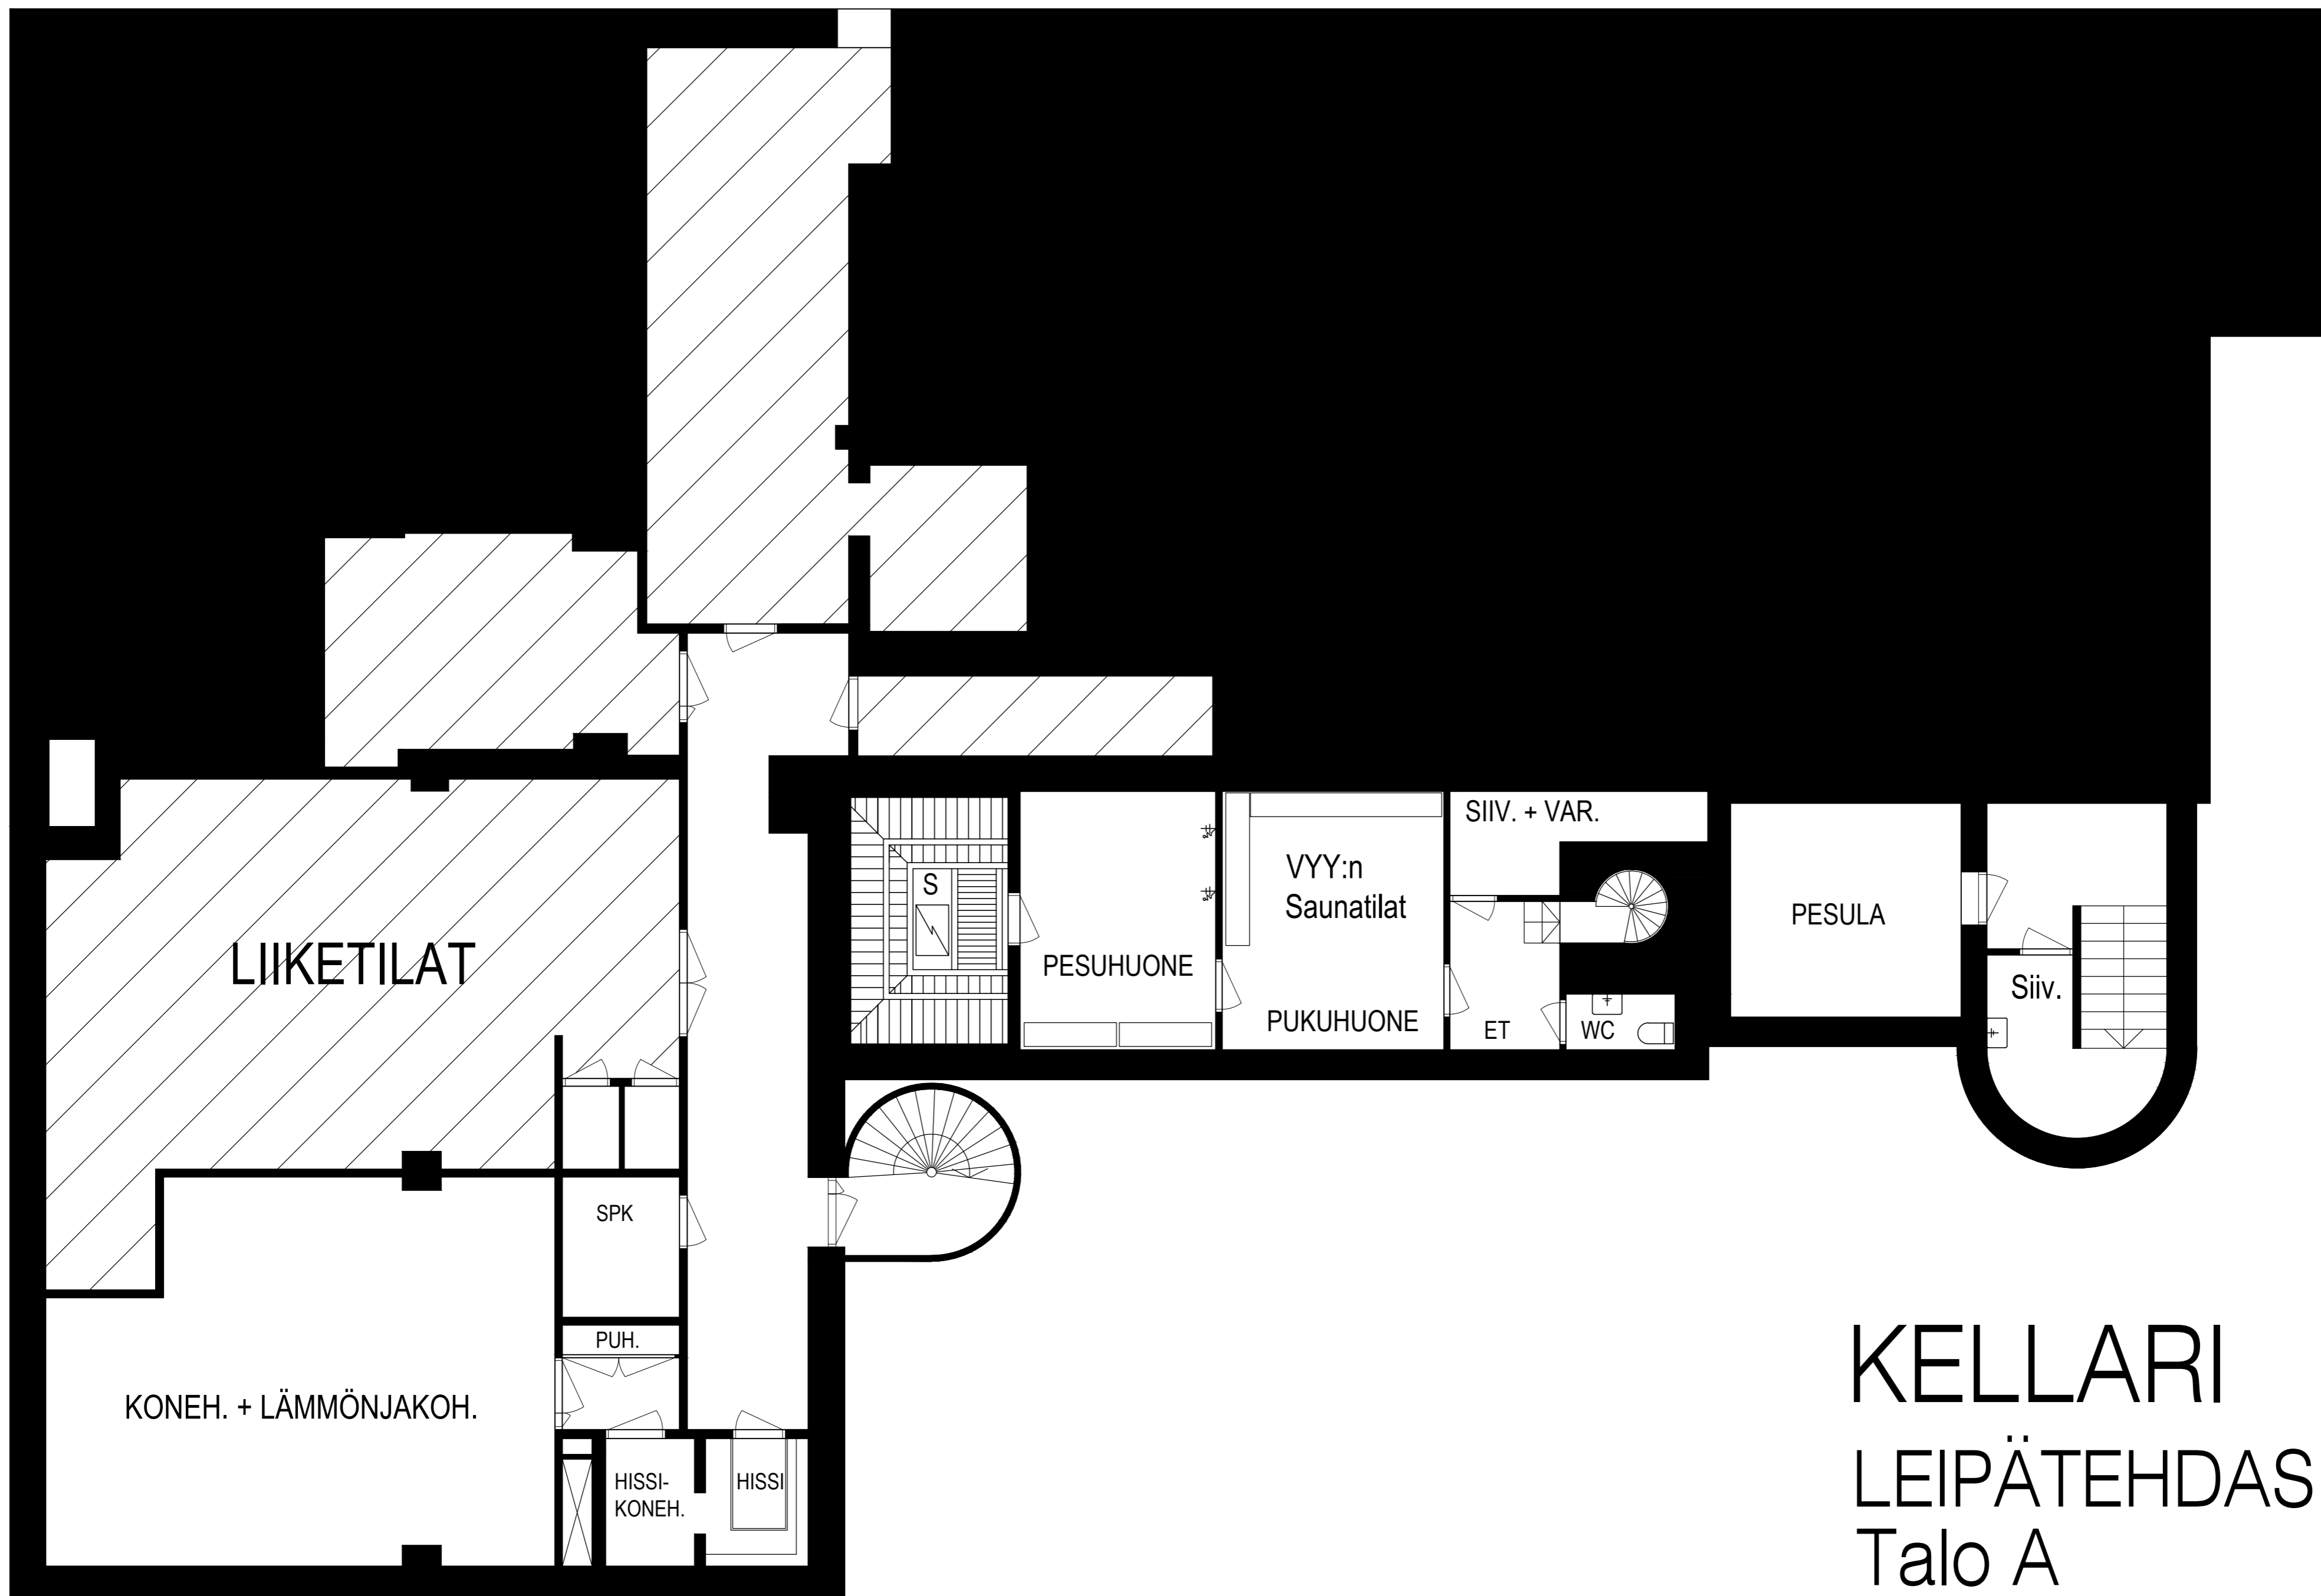 SIIV. + VAR.
VYY:n
Saunatilat
S
PESULA
LIIKETILAT
PESUHUONE
Siiv.
PUKUHUONE
ET
WC
SPK
PUH.
KONEH. + LÄMMÖNJAKOH.
HISSI-
KONEH.
HISSI
KELLARI
LEIPÄTEHDAS
Talo A